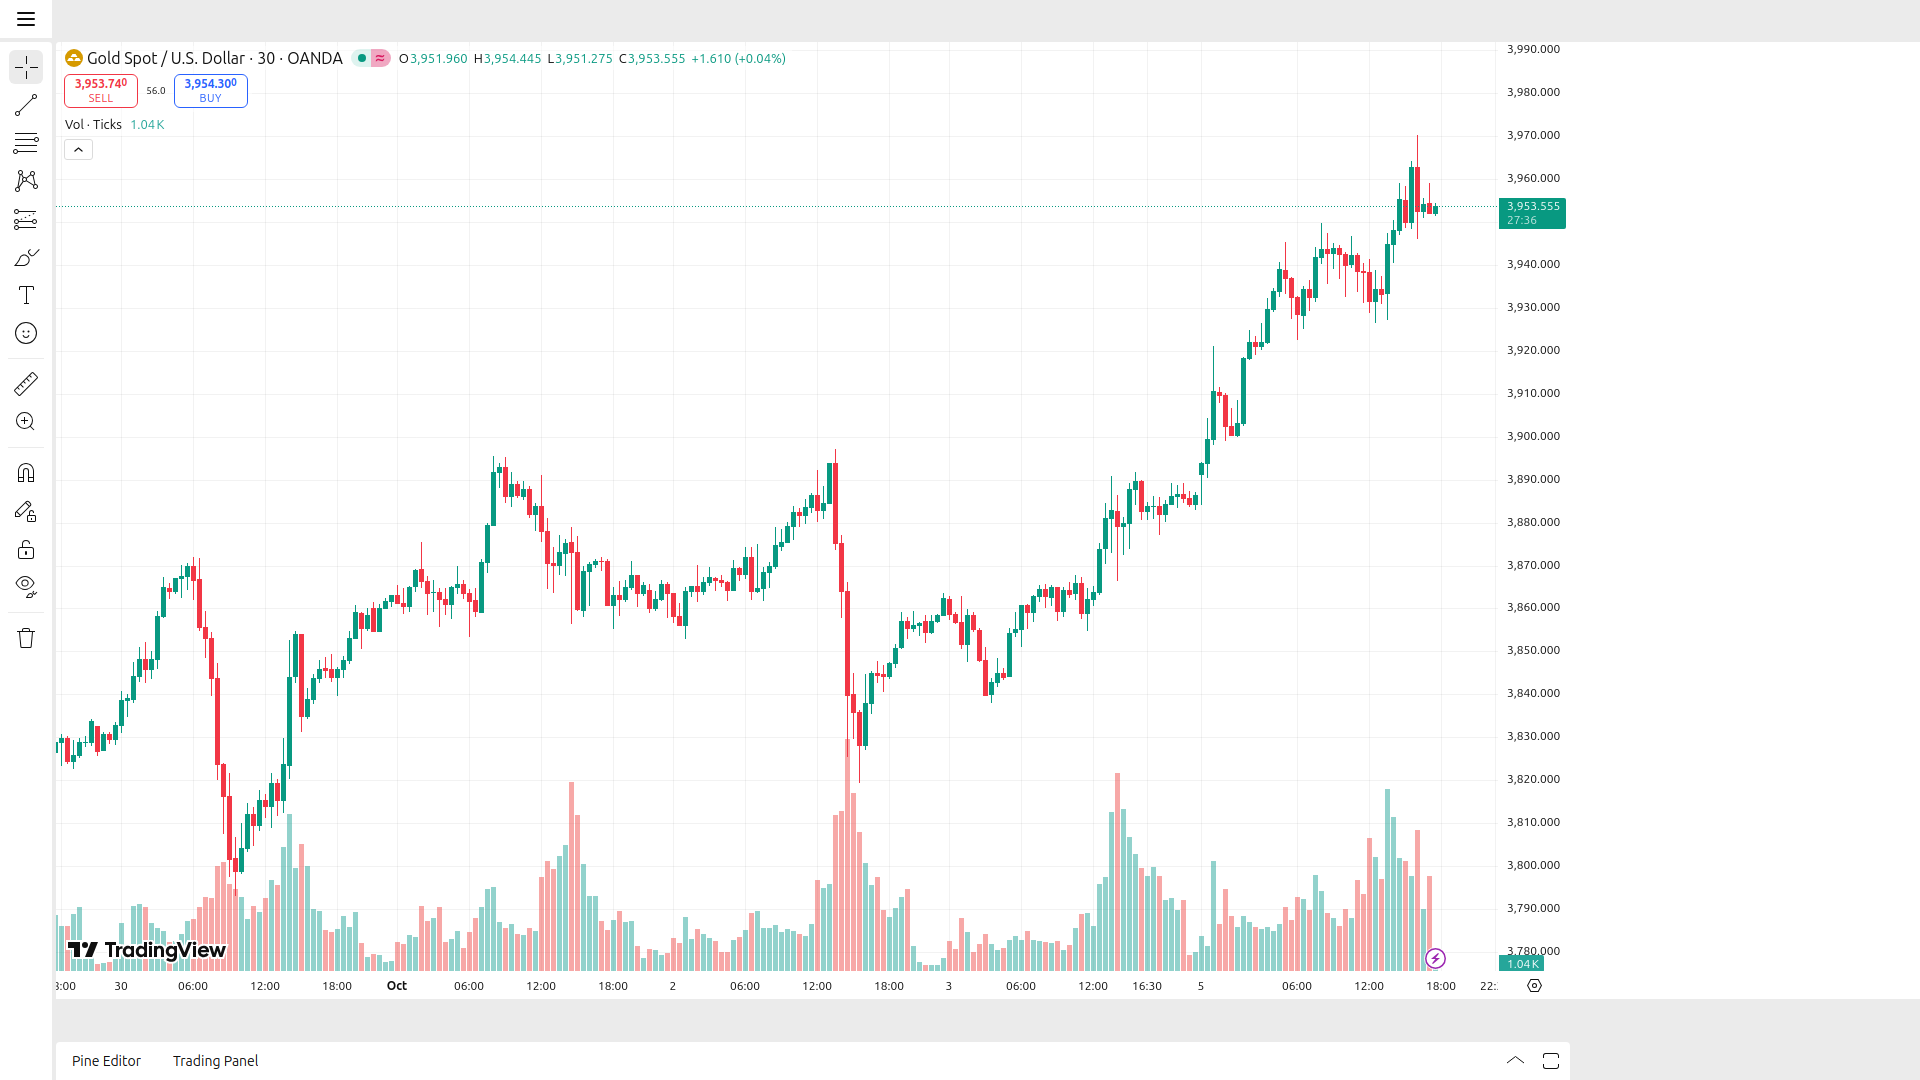 Gold Spot / U.S. Dollar · 30 · OANDA
O3,951.960 H3,954.445 L3,951.275 C3,953.555 +1.610 (+0.04%)
3,953.740
SELL
56.0
3,954.300
BUY
Vol · Ticks 1.04K
3,990.000
3,980.000
3,970.000
3,960.000
3,953.555
27:36
3,940.000
3,930.000
3,920.000
3,910.000
3,900.000
3,890.000
3,880.000
3,870.000
3,860.000
3,850.000
3,840.000
3,830.000
3,820.000
3,810.000
3,800.000
3,790.000
3,780.000
1.04K
TradingView
:00 30 06:00 12:00 18:00 Oct 06:00 12:00 18:00 2 06:00 12:00 18:00 3 06:00 12:00 16:30 5 06:00 12:00 18:00 22:
Pine Editor Trading Panel